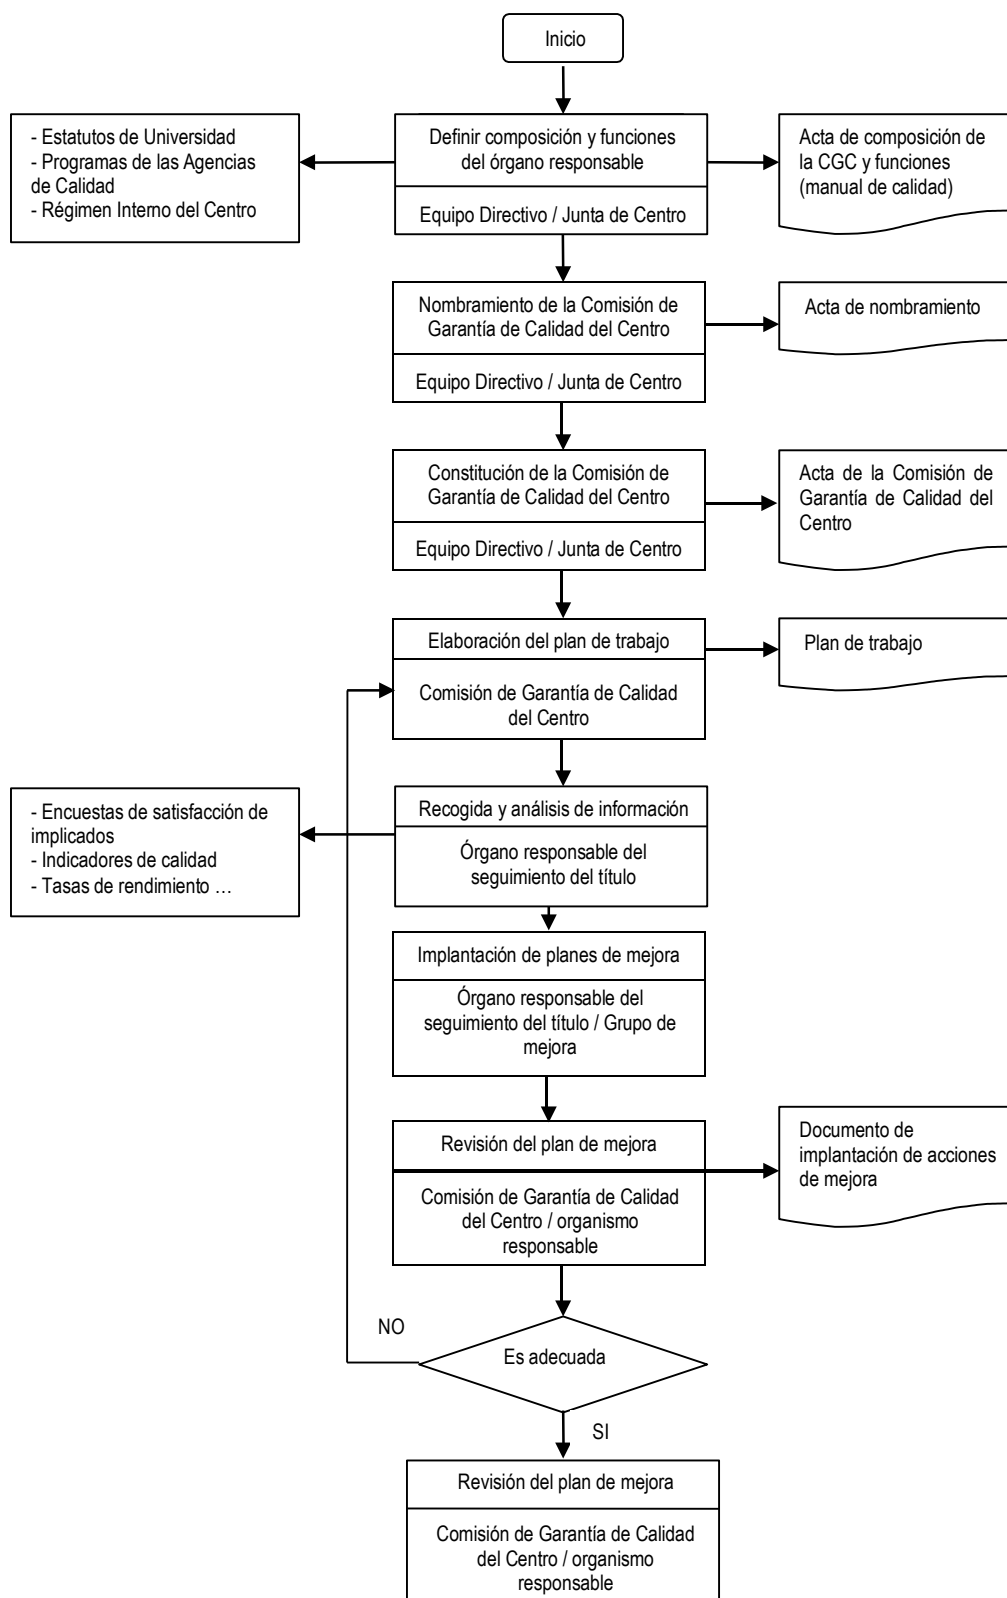 Inicio
- Estatutos de Universidad
- Programas de las Agencias
de Calidad
- Régimen Interno del Centro
Definir composición y funciones
del órgano responsable
Equipo Directivo / Junta de Centro
Acta de composición de
la CGC y funciones
(manual de calidad)
Nombramiento de la Comisión de
Garantía de Calidad del Centro
Equipo Directivo / Junta de Centro
Acta de nombramiento
Constitución de la Comisión de
Garantía de Calidad del Centro
Equipo Directivo / Junta de Centro
Acta de la Comisión de
Garantía de Calidad del
Centro
Elaboración del plan de trabajo
Comisión de Garantía de Calidad
del Centro
Plan de trabajo
- Encuestas de satisfacción de
implicados
- Indicadores de calidad
- Tasas de rendimiento …
Recogida y análisis de información
Órgano responsable del
seguimiento del título
Implantación de planes de mejora
Órgano responsable del
seguimiento del título / Grupo de
mejora
Revisión del plan de mejora
Comisión de Garantía de Calidad
del Centro / organismo
responsable
Documento de
implantación de acciones
de mejora
NO
Es adecuada
SI
Revisión del plan de mejora
Comisión de Garantía de Calidad
del Centro / organismo
responsable